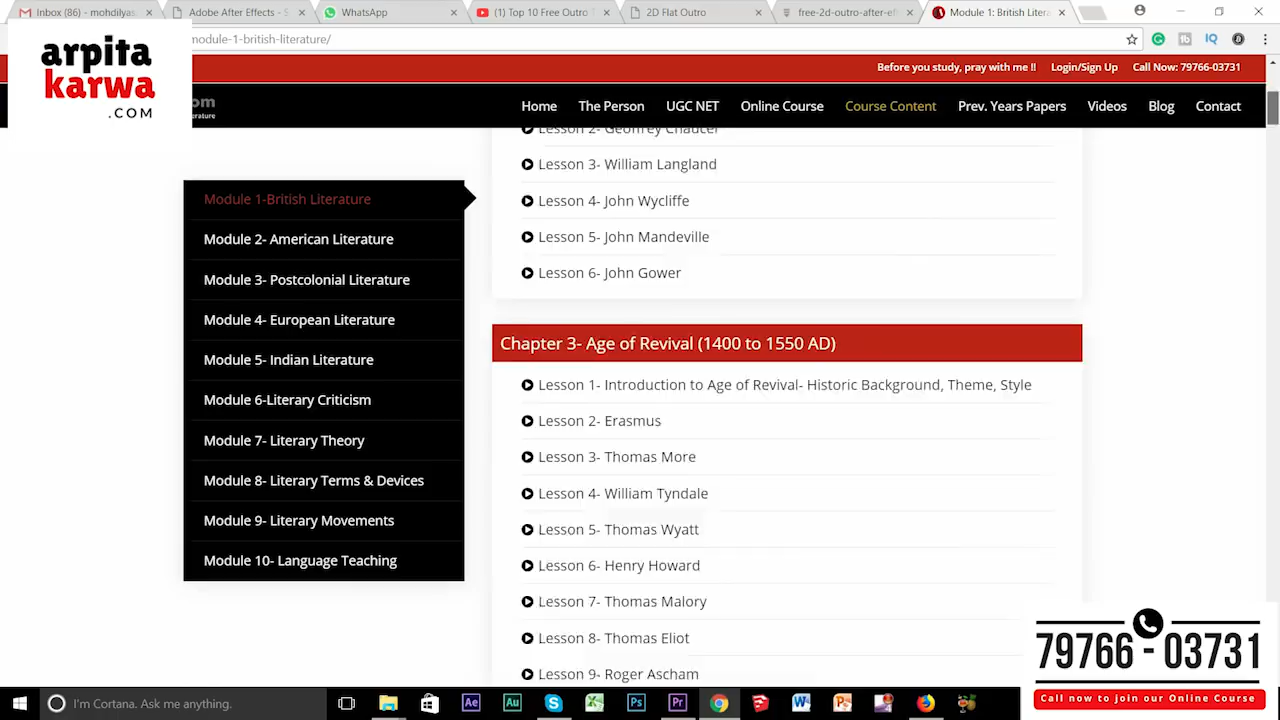 Inbox (86) - mohdilyas
Adobe After Effects - S
WhatsApp
(1) Top 10 Free Outro T
2D Flat Outro
free-2d-outro-after-ef
Module 1: British Litera
module-1-british-literature/
arpita
karwa
.COM
Before you study, pray with me !!
Login/Sign Up
Call Now: 79766-03731
om
erature
Home
The Person
UGC NET
Online Course
Course Content
Prev. Years Papers
Videos
Blog
Contact
Module 1-British Literature
Module 2- American Literature
Module 3- Postcolonial Literature
Module 4- European Literature
Module 5- Indian Literature
Module 6-Literary Criticism
Module 7- Literary Theory
Module 8- Literary Terms & Devices
Module 9- Literary Movements
Module 10- Language Teaching
Lesson 2- Geoffrey Chaucer
Lesson 3- William Langland
Lesson 4- John Wycliffe
Lesson 5- John Mandeville
Lesson 6- John Gower
Chapter 3- Age of Revival (1400 to 1550 AD)
Lesson 1- Introduction to Age of Revival- Historic Background, Theme, Style
Lesson 2- Erasmus
Lesson 3- Thomas More
Lesson 4- William Tyndale
Lesson 5- Thomas Wyatt
Lesson 6- Henry Howard
Lesson 7- Thomas Malory
Lesson 8- Thomas Eliot
Lesson 9- Roger Ascham
79766 - 03731
Call now to join our Online Course
I'm Cortana. Ask me anything.